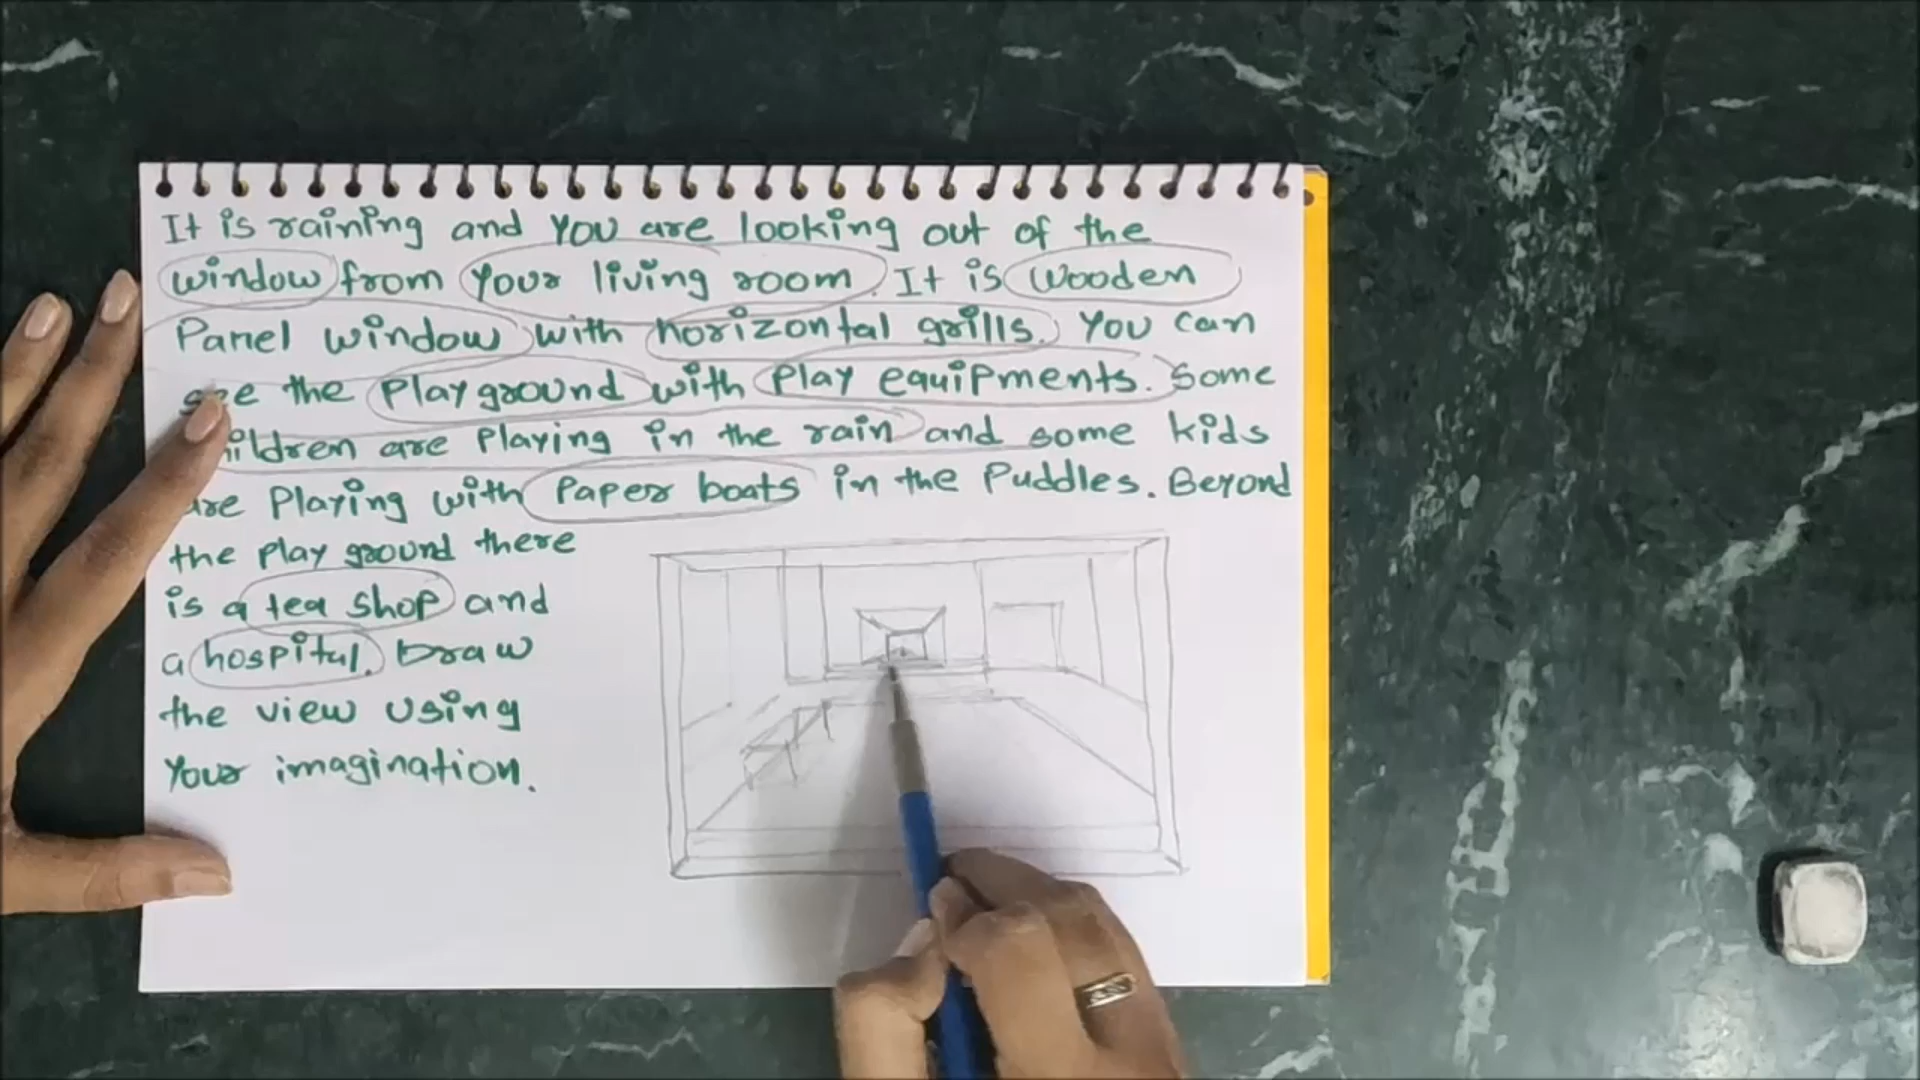 It is raining and you are looking out of the
window from your living room. It is wooden
Panel window with horizontal grills. You can
see the playground with play equipments. Some
ildren are playing in the rain and some kids
are playing with paper boats in the puddles. Beyond
the play ground there
is a tea shop and
a hospital. Draw
the view using
your imagination.